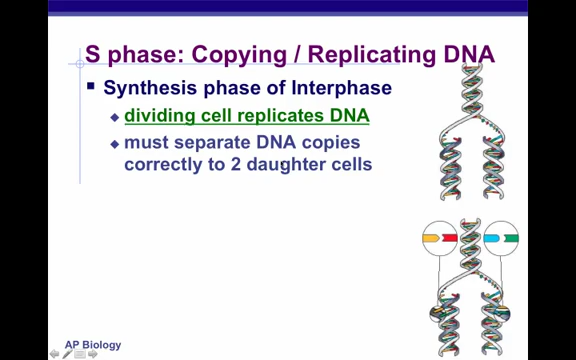 S phase: Copying / Replicating DNA
Synthesis phase of Interphase
dividing cell replicates DNA
must separate DNA copies
correctly to 2 daughter cells
AP Biology